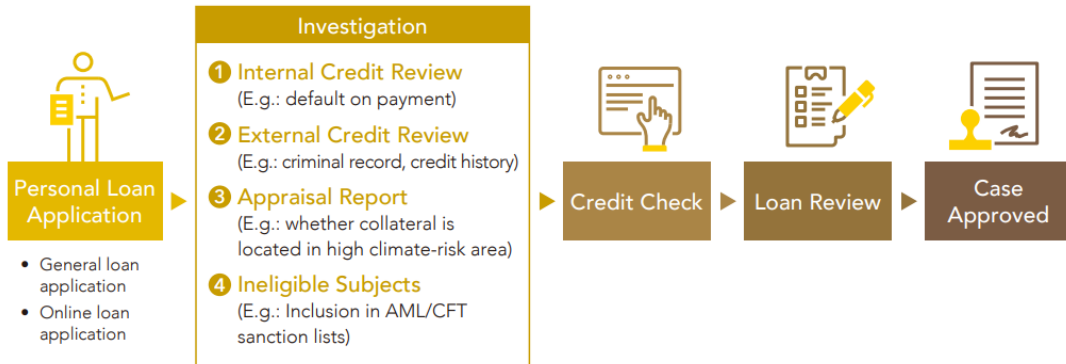 Personal Loan
Application
• General loan
application
• Online loan
application
Investigation
1 Internal Credit Review
(E.g.: default on payment)
2 External Credit Review
(E.g.: criminal record, credit history)
3 Appraisal Report
(E.g.: whether collateral is
located in high climate-risk area)
4 Ineligible Subjects
(E.g.: Inclusion in AML/CFT
sanction lists)
Credit Check
Loan Review
Case
Approved